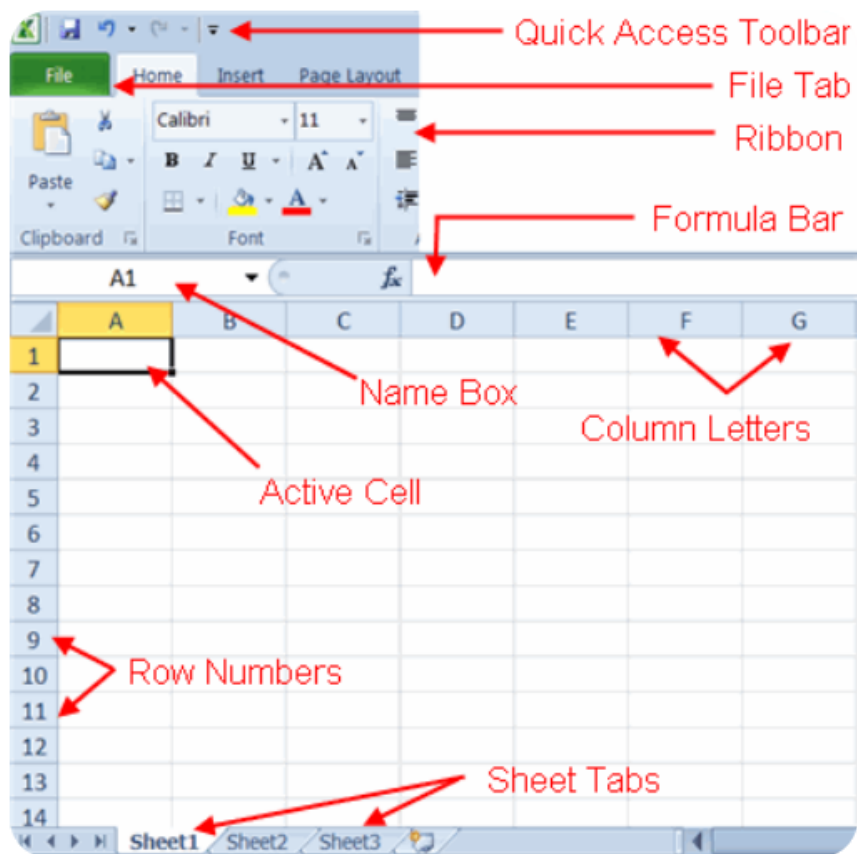 Quick Access Toolbar
File Home Insert Page Layout
File Tab
Calibri 11
Ribbon
B I U A A
Paste
A
Clipboard Font
Formula Bar
A1 fx
A B C D E F G
1
2
Name Box
3
Column Letters
4
5
Active Cell
6
7
8
9
10
Row Numbers
11
12
13
Sheet Tabs
14
Sheet1 Sheet2 Sheet3